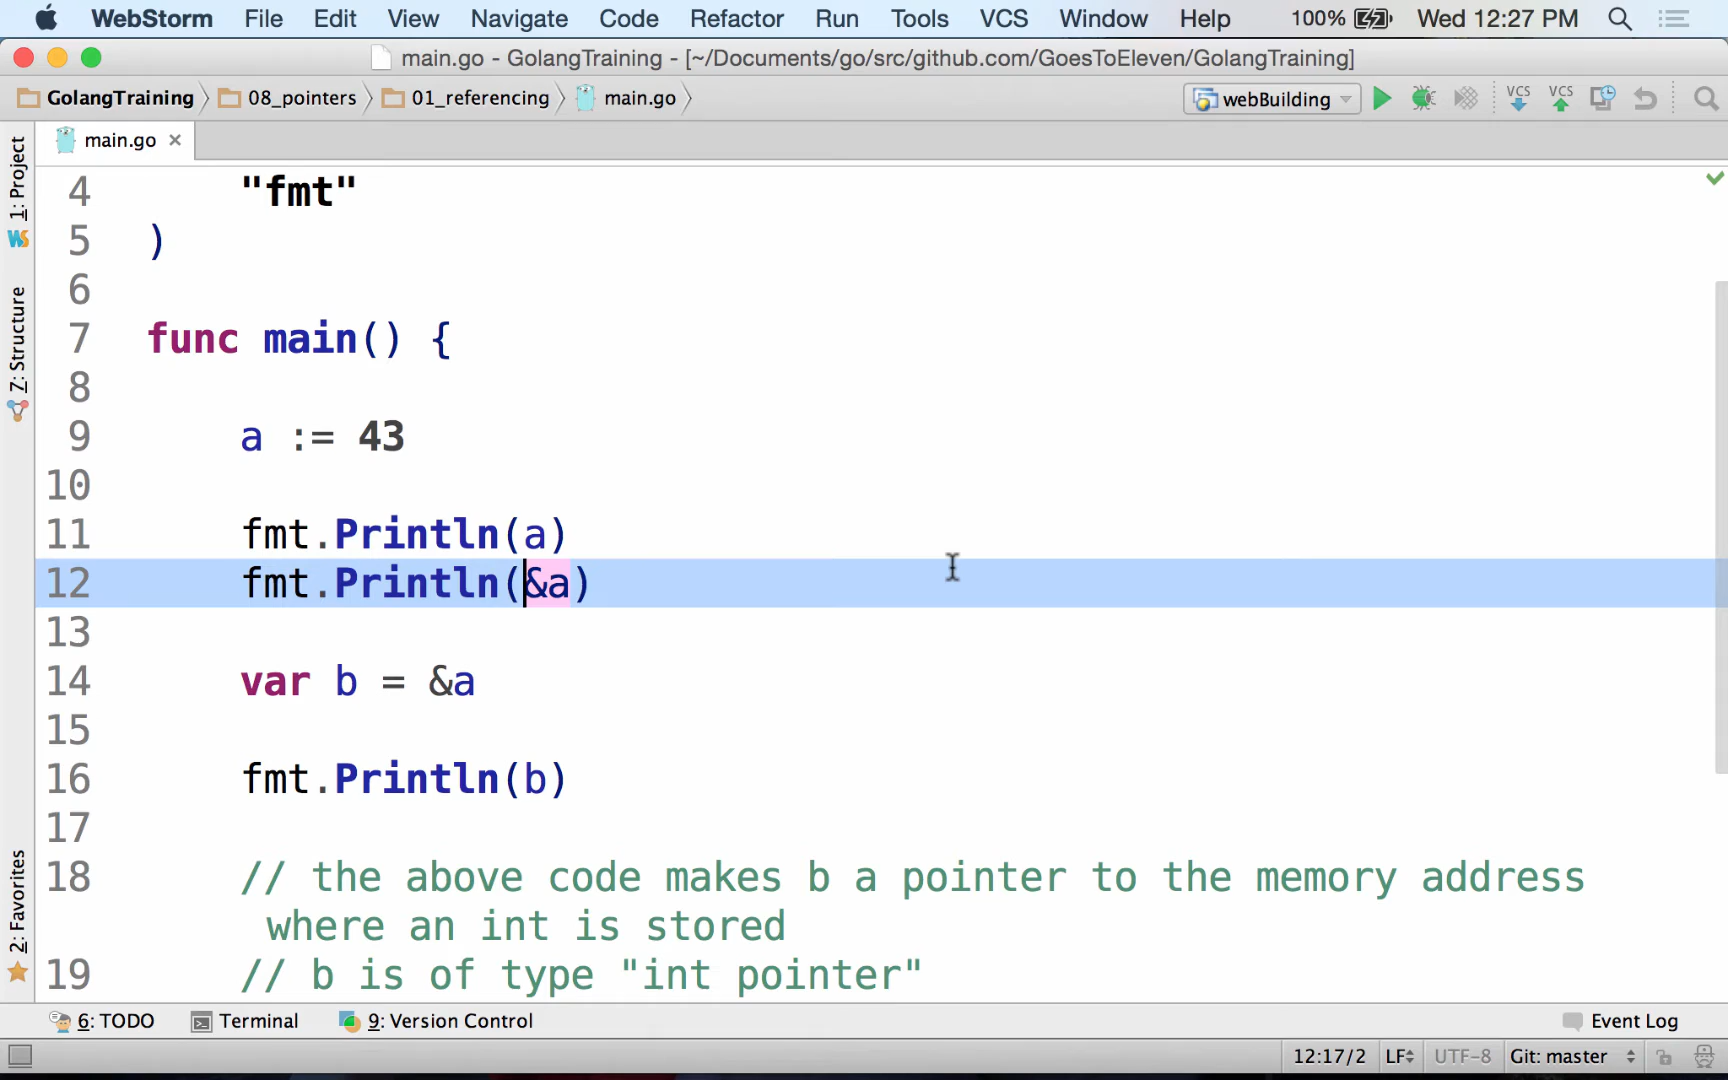 WebStorm File Edit View Navigate Code Refactor Run Tools VCS Window Help 100% Wed 12:27 PM
main.go - GolangTraining - [~/Documents/go/src/github.com/GoesToEleven/GolangTraining]
GolangTraining 08_pointers 01_referencing main.go webBuilding VCS VCS
main.go
1: Project
7: Structure
2: Favorites
4 "fmt"
5 )
6
7 func main() {
8
9 a := 43
10
11 fmt.Println(a)
12 fmt.Println(&a)
13
14 var b = &a
15
16 fmt.Println(b)
17
18 // the above code makes b a pointer to the memory address
where an int is stored
19 // b is of type "int pointer"
6: TODO Terminal 9: Version Control Event Log
12:17/2 LF UTF-8 Git: master